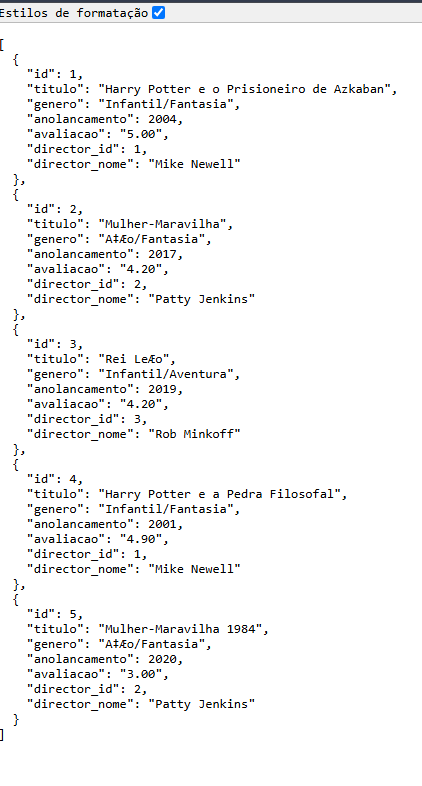 Estilos de formatação
[
  {
    "id": 1,
    "titulo": "Harry Potter e o Prisioneiro de Azkaban",
    "genero": "Infantil/Fantasia",
    "anolancamento": 2004,
    "avaliacao": "5.00",
    "director_id": 1,
    "director_nome": "Mike Newell"
  },
  {
    "id": 2,
    "titulo": "Mulher-Maravilha",
    "genero": "A‡Æo/Fantasia",
    "anolancamento": 2017,
    "avaliacao": "4.20",
    "director_id": 2,
    "director_nome": "Patty Jenkins"
  },
  {
    "id": 3,
    "titulo": "Rei LeÆo",
    "genero": "Infantil/Aventura",
    "anolancamento": 2019,
    "avaliacao": "4.20",
    "director_id": 3,
    "director_nome": "Rob Minkoff"
  },
  {
    "id": 4,
    "titulo": "Harry Potter e a Pedra Filosofal",
    "genero": "Infantil/Fantasia",
    "anolancamento": 2001,
    "avaliacao": "4.90",
    "director_id": 1,
    "director_nome": "Mike Newell"
  },
  {
    "id": 5,
    "titulo": "Mulher-Maravilha 1984",
    "genero": "A‡Æo/Fantasia",
    "anolancamento": 2020,
    "avaliacao": "3.00",
    "director_id": 2,
    "director_nome": "Patty Jenkins"
  }
]